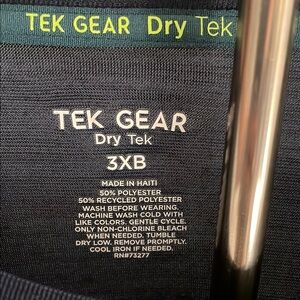 TEK GEAR Dry Tek
TEK GEAR
Dry Tek
3XB
MADE IN HAITI
50% POLYESTER
50% RECYCLED POLYESTER
WASH BEFORE WEARING.
MACHINE WASH COLD WITH
LIKE COLORS. GENTLE CYCLE.
ONLY NON-CHLORINE BLEACH
WHEN NEEDED. TUMBLE
DRY LOW. REMOVE PROMPTLY.
COOL IRON IF NEEDED.
RN#73277